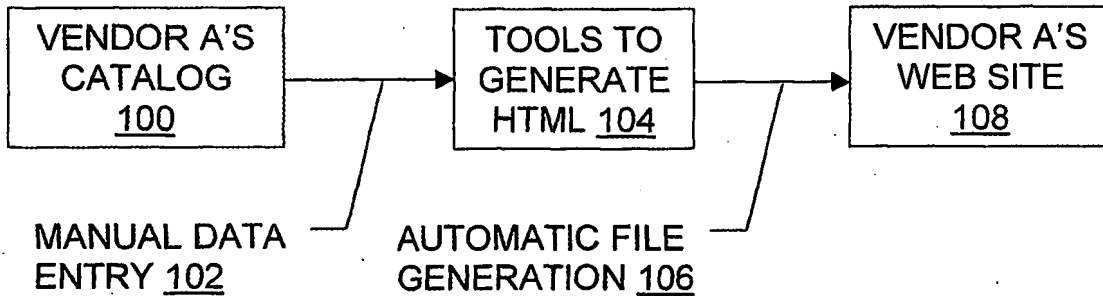 VENDOR A'S
CATALOG
100
TOOLS TO
GENERATE
HTML 104
VENDOR A'S
WEB SITE
108
MANUAL DATA
ENTRY 102
AUTOMATIC FILE
GENERATION 106